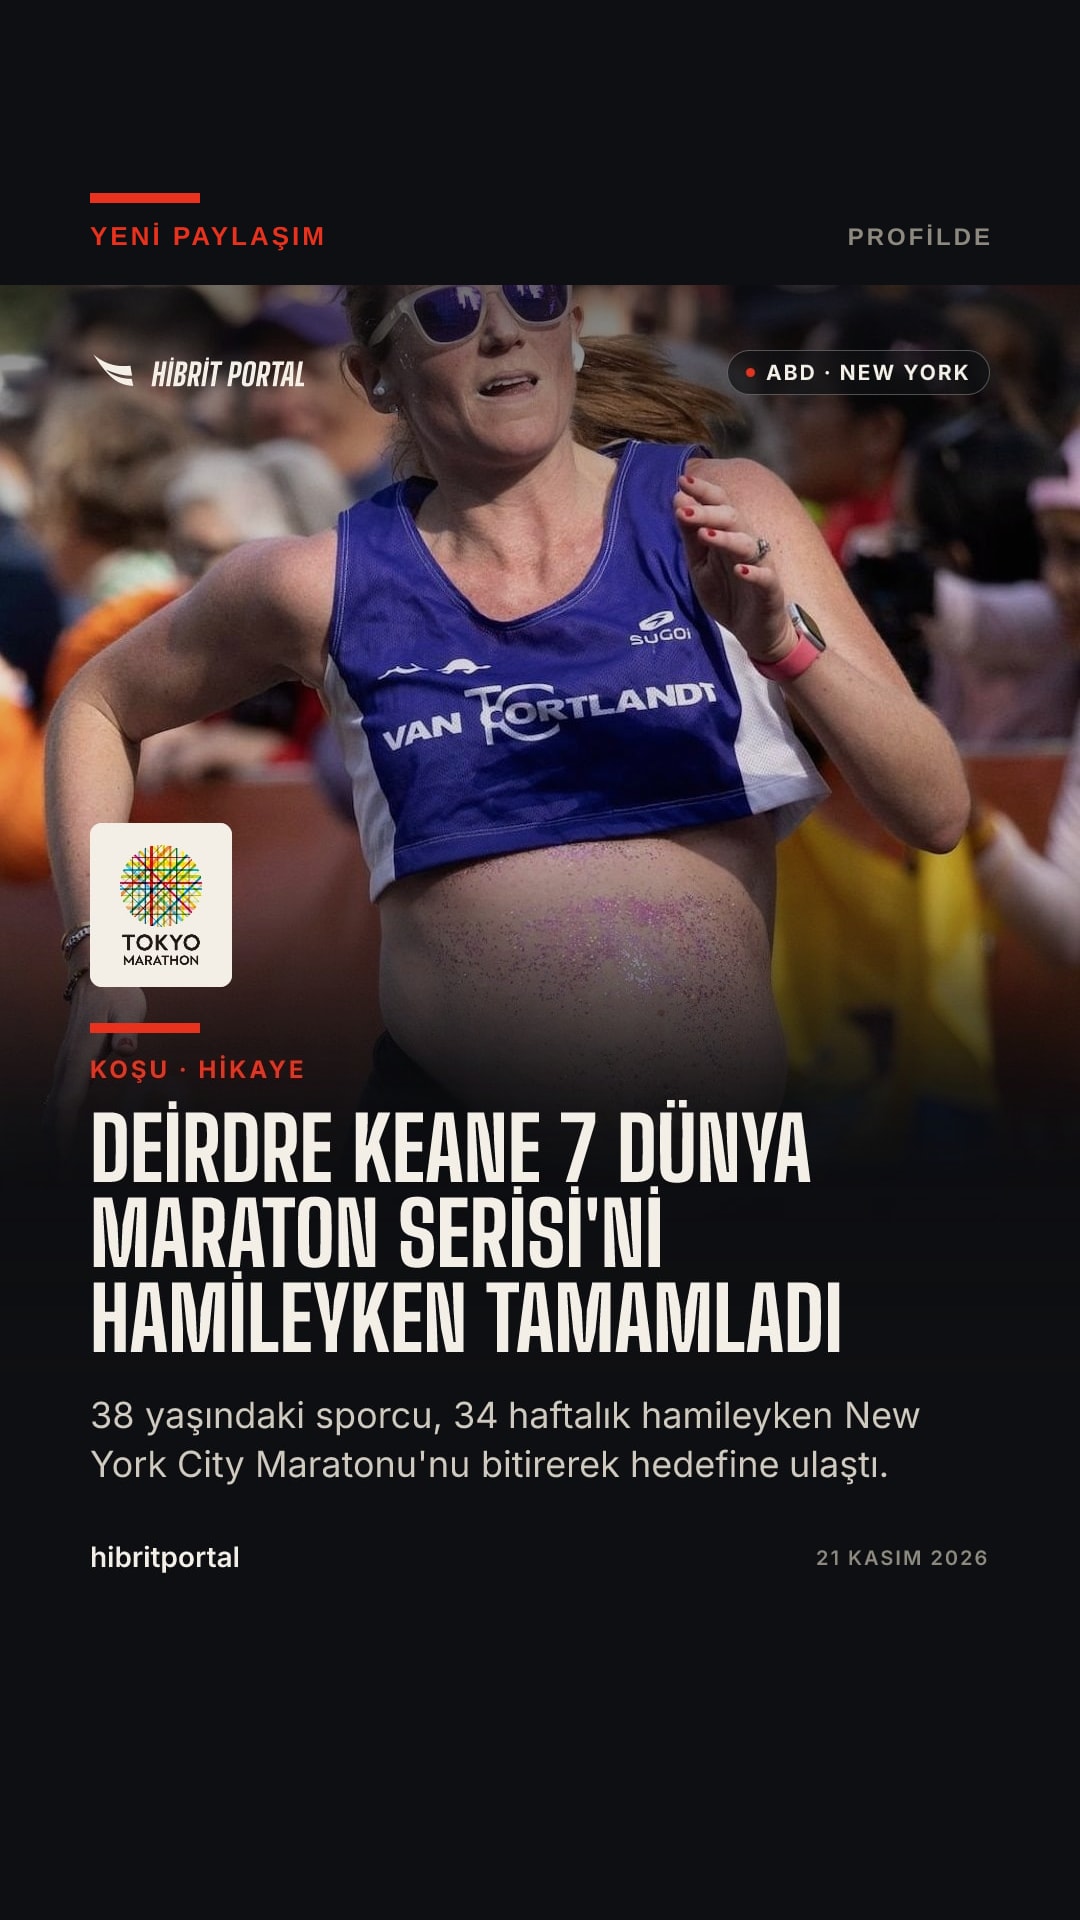 YENİ PAYLAŞIM
PROFİLDE
HİBRİT PORTAL
ABD · NEW YORK
SUGOi
VAN CORTLANDT
TC
TOKYO
MARATHON
KOŞU · HİKAYE
DEİRDRE KEANE 7 DÜNYA
MARATON SERİSİ'Nİ
HAMİLEYKEN TAMAMLADI
38 yaşındaki sporcu, 34 haftalık hamileyken New
York City Maratonu'nu bitirerek hedefine ulaştı.
hibritportal
21 KASIM 2026